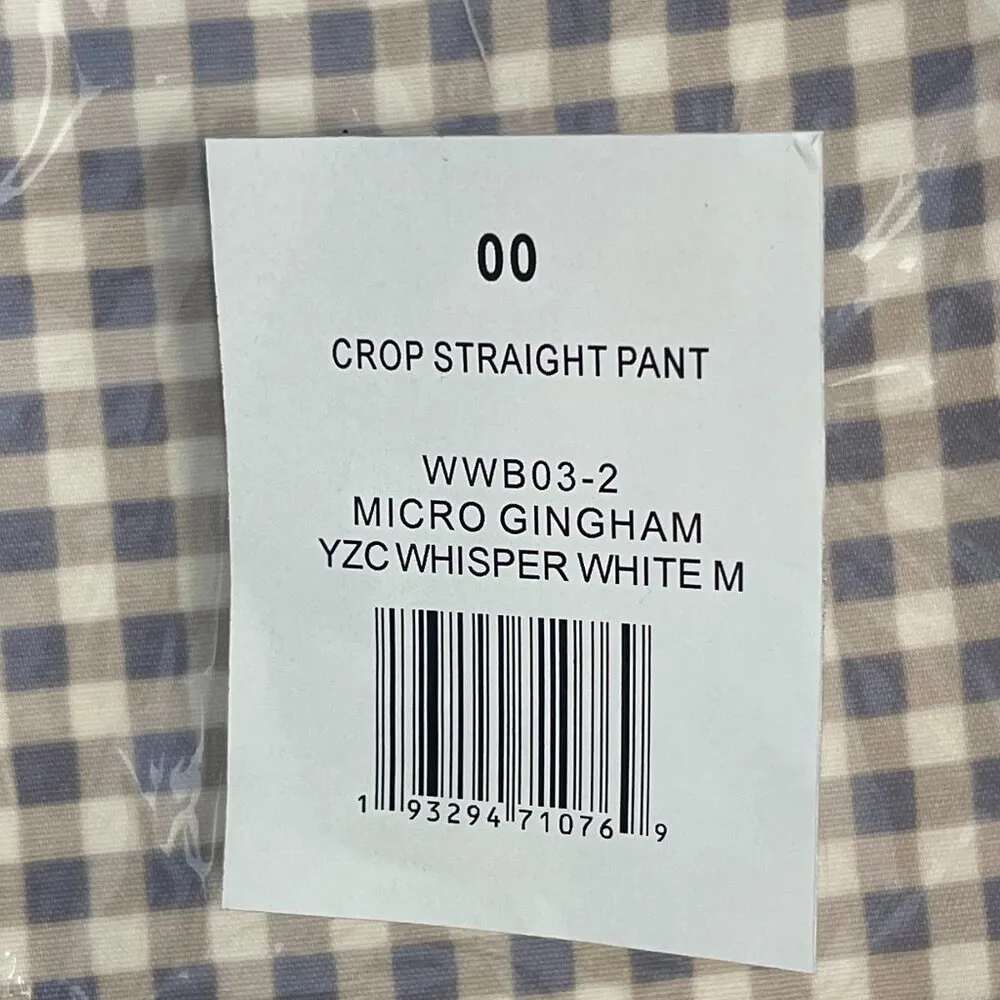 00
CROP STRAIGHT PANT
WWB03-2
MICRO GINGHAM
YZC WHISPER WHITE M
1 93294 71076 9